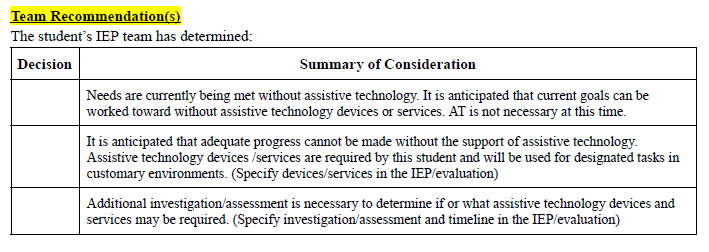 Team Recommendation(s)
The student's IEP team has determined:
Decision Summary of Consideration
Needs are currently being met without assistive technology. It is anticipated that current goals can be
worked toward without assistive technology devices or services. AT is not necessary at this time.
It is anticipated that adequate progress cannot be made without the support of assistive technology.
Assistive technology devices /services are required by this student and will be used for designated tasks in
customary environments. (Specify devices/services in the IEP/evaluation)
Additional investigation/assessment is necessary to determine if or what assistive technology devices and
services may be required. (Specify investigation/assessment and timeline in the IEP/evaluation)